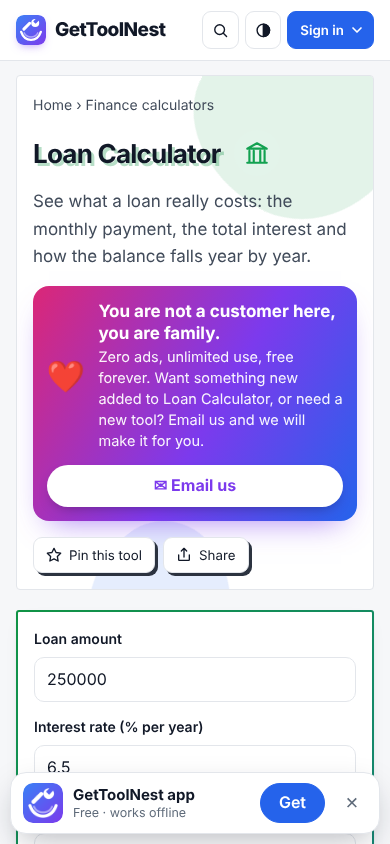 GetToolNest
Sign in
Home › Finance calculators
Loan Calculator
See what a loan really costs: the
monthly payment, the total interest and
how the balance falls year by year.
You are not a customer here,
you are family.
Zero ads, unlimited use, free
forever. Want something new
added to Loan Calculator, or need a
new tool? Email us and we will
make it for you.
✉ Email us
Pin this tool
Share
Loan amount
250000
Interest rate (% per year)
6.5
GetToolNest app
Free · works offline
Get